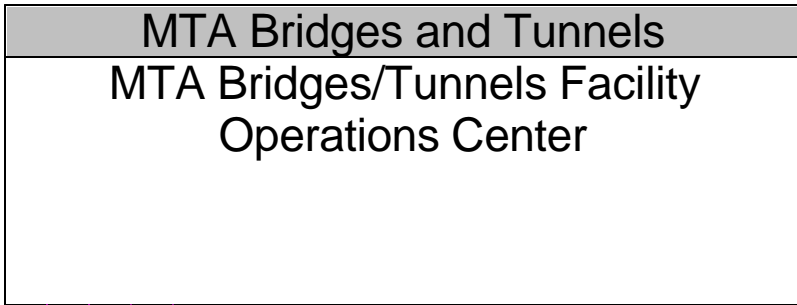 MTA Bridges and Tunnels
MTA Bridges/Tunnels Facility
Operations Center